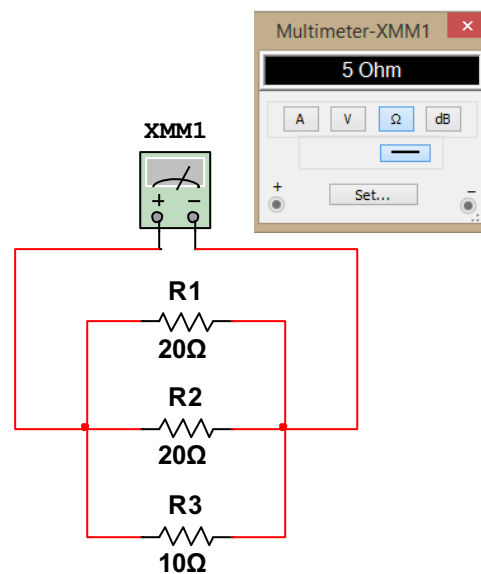 Multimeter-XMM1 ×
5 Ohm
A V Ω dB
+ Set... −
XMM1
+ −
R1
20Ω
R2
20Ω
R3
10Ω